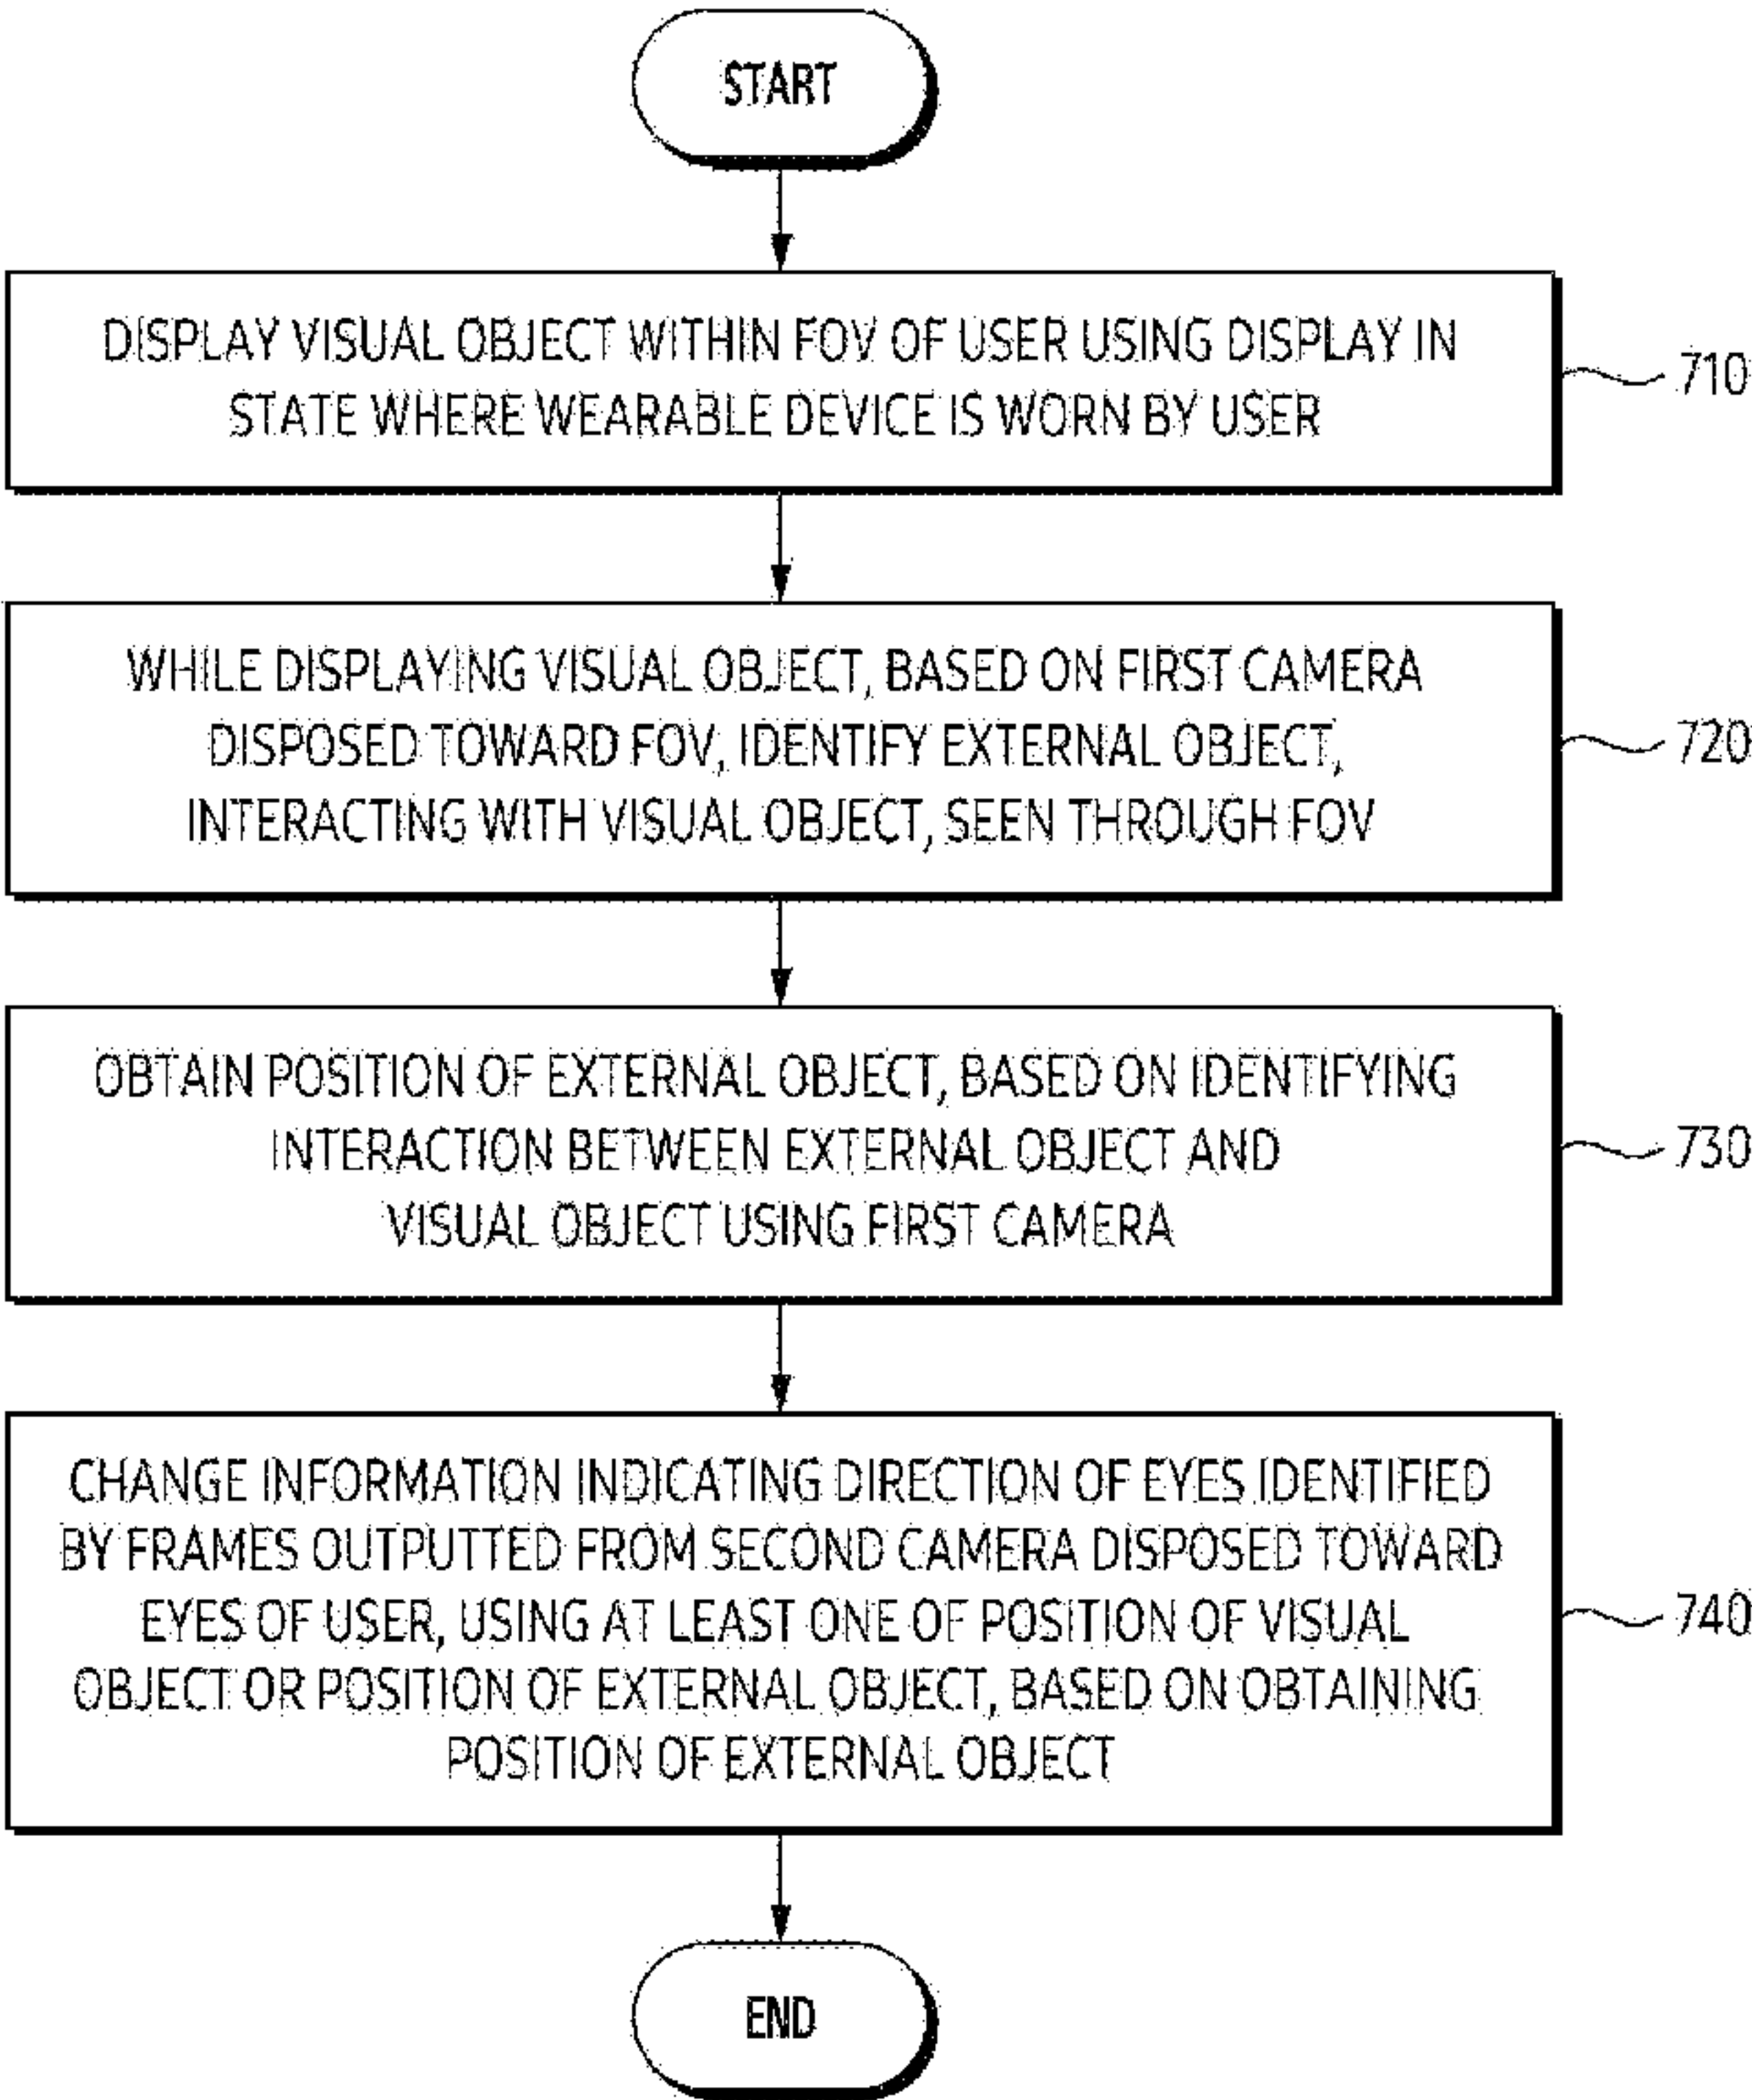 START
DISPLAY VISUAL OBJECT WITHIN FOV OF USER USING DISPLAY IN
STATE WHERE WEARABLE DEVICE IS WORN BY USER
710
WHILE DISPLAYING VISUAL OBJECT, BASED ON FIRST CAMERA
DISPOSED TOWARD FOV, IDENTIFY EXTERNAL OBJECT,
INTERACTING WITH VISUAL OBJECT, SEEN THROUGH FOV
720
OBTAIN POSITION OF EXTERNAL OBJECT, BASED ON IDENTIFYING
INTERACTION BETWEEN EXTERNAL OBJECT AND
VISUAL OBJECT USING FIRST CAMERA
730
CHANGE INFORMATION INDICATING DIRECTION OF EYES IDENTIFIED
BY FRAMES OUTPUTTED FROM SECOND CAMERA DISPOSED TOWARD
EYES OF USER, USING AT LEAST ONE OF POSITION OF VISUAL
OBJECT OR POSITION OF EXTERNAL OBJECT, BASED ON OBTAINING
POSITION OF EXTERNAL OBJECT
740
END